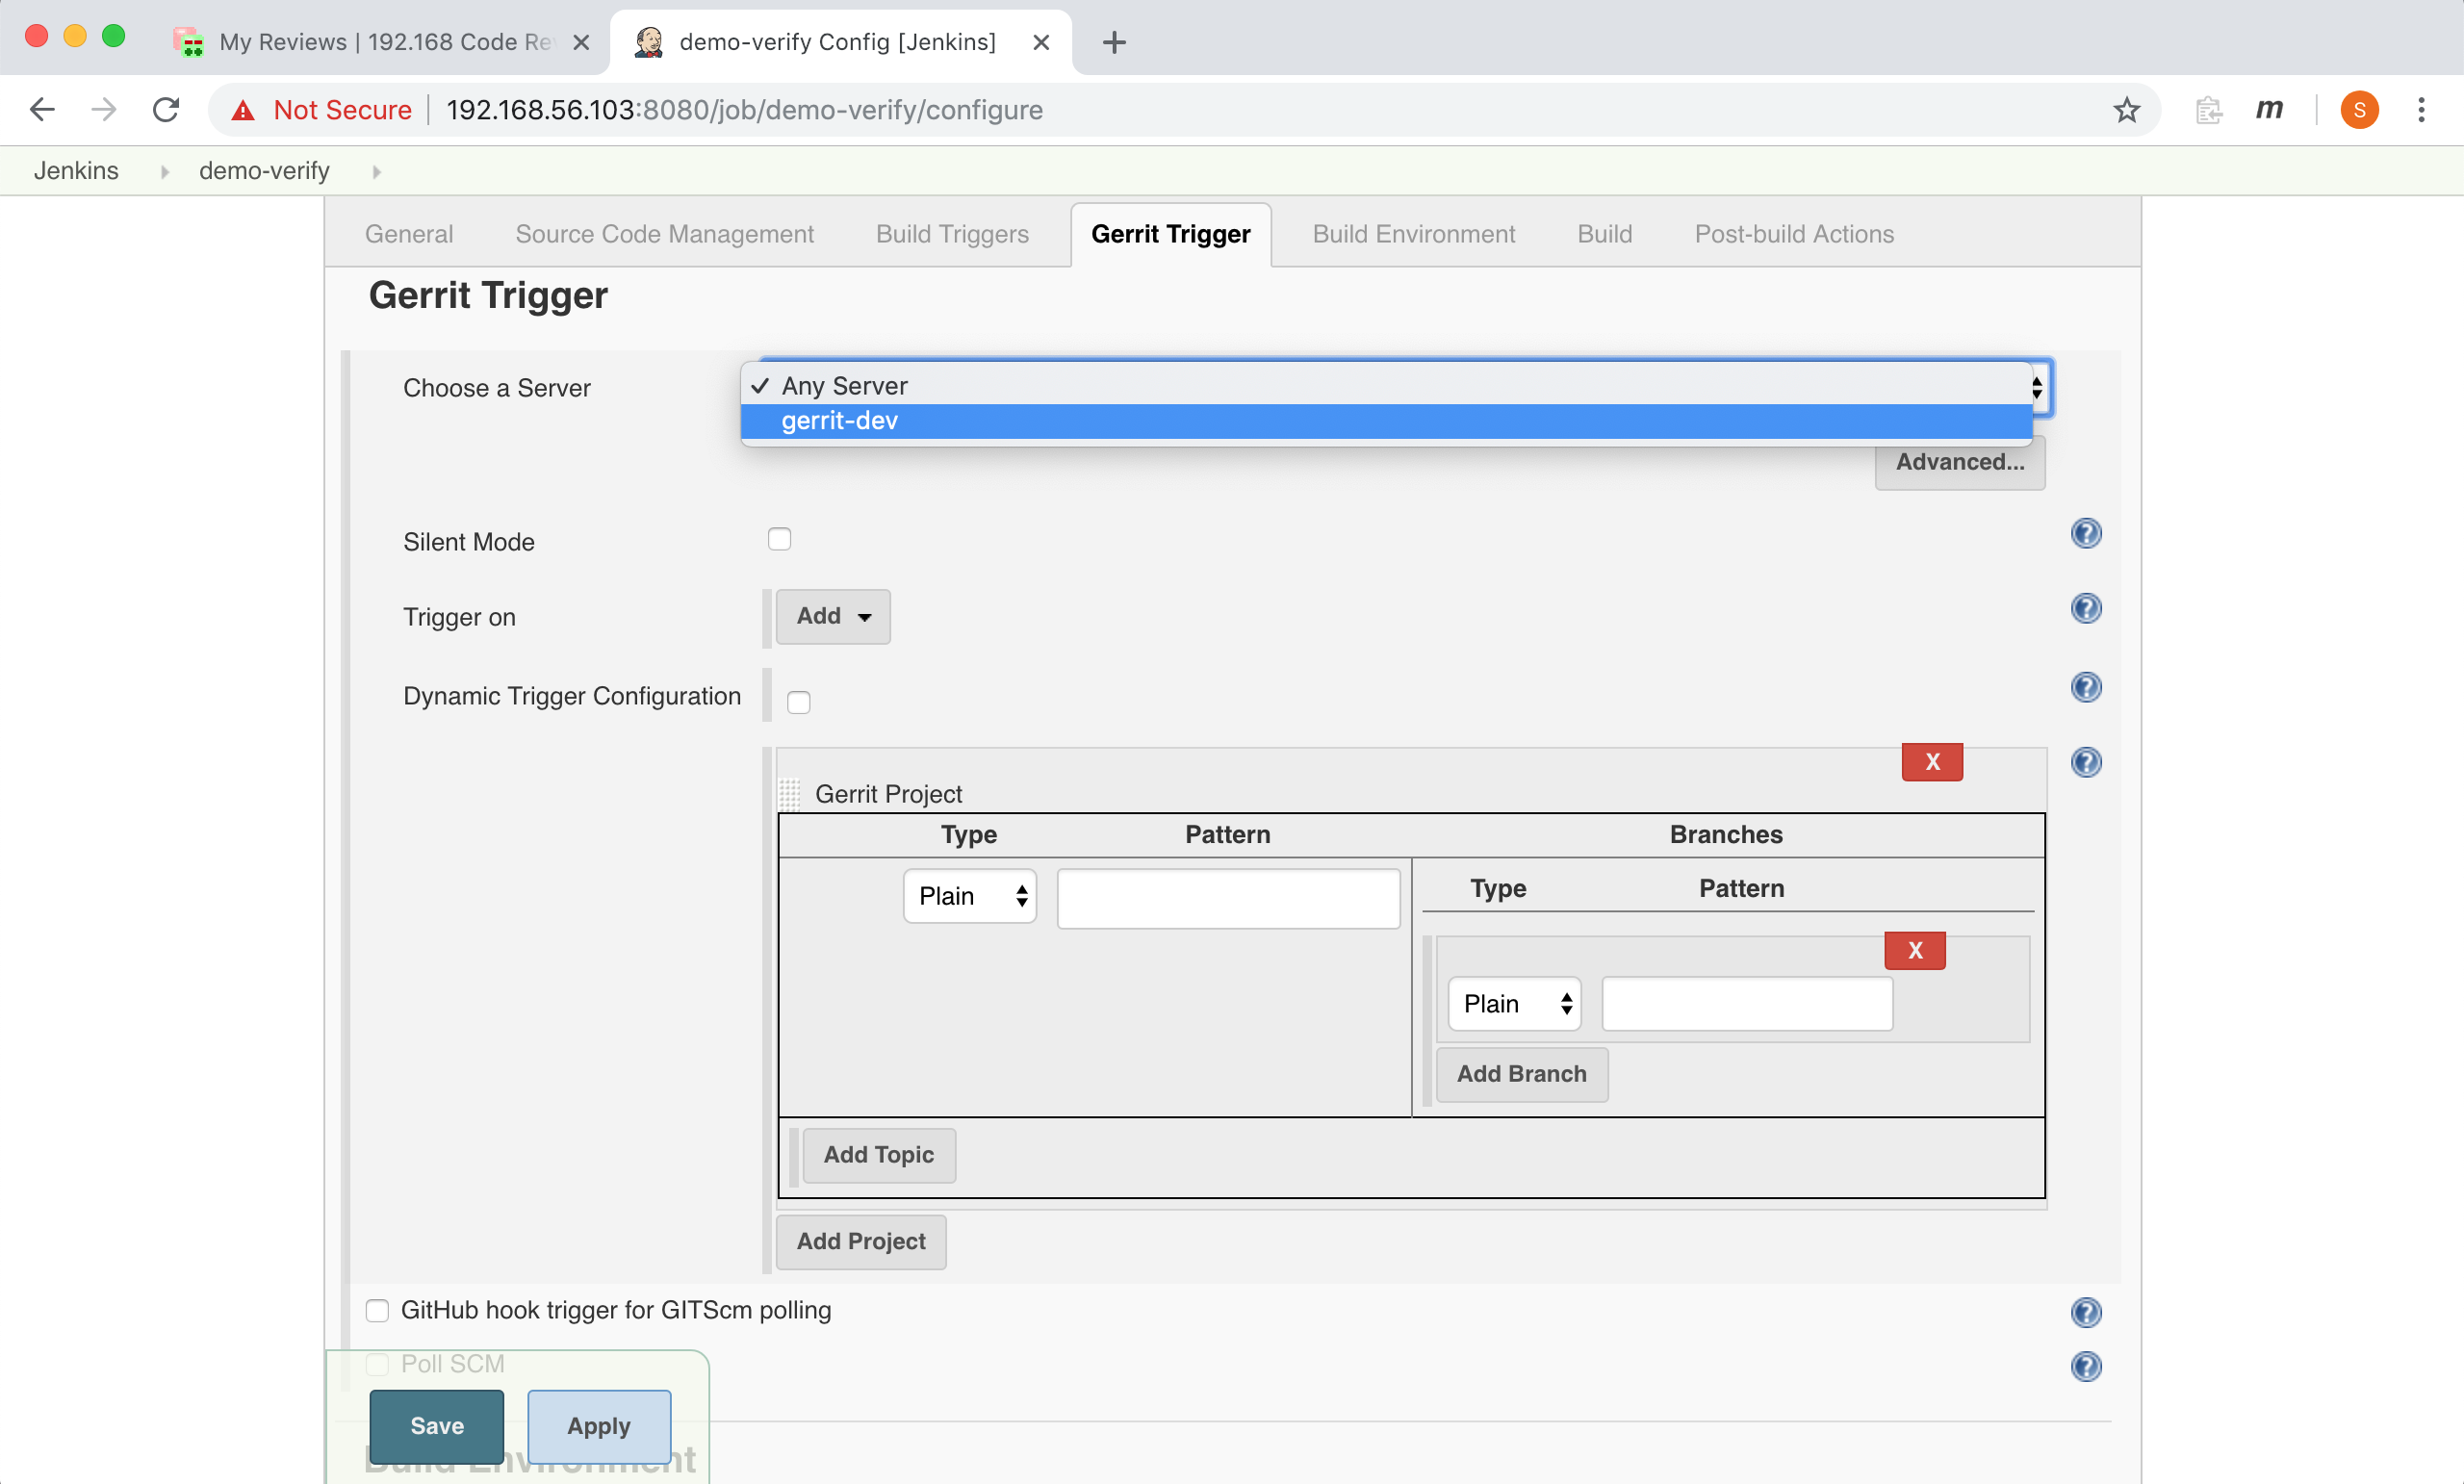 My Reviews | 192.168 Code Re
demo-verify Config [Jenkins]
Not Secure
192.168.56.103:8080/job/demo-verify/configure
m
S
Jenkins
demo-verify
General
Source Code Management
Build Triggers
Gerrit Trigger
Build Environment
Build
Post-build Actions
Gerrit Trigger
Choose a Server
✓ Any Server
gerrit-dev
Advanced...
Silent Mode
?
Trigger on
Add
?
Dynamic Trigger Configuration
?
X
?
Gerrit Project
Type
Pattern
Branches
Plain
Type
Pattern
X
Plain
Add Branch
Add Topic
Add Project
GitHub hook trigger for GITScm polling
?
Poll SCM
?
Save
Apply
Build Environment